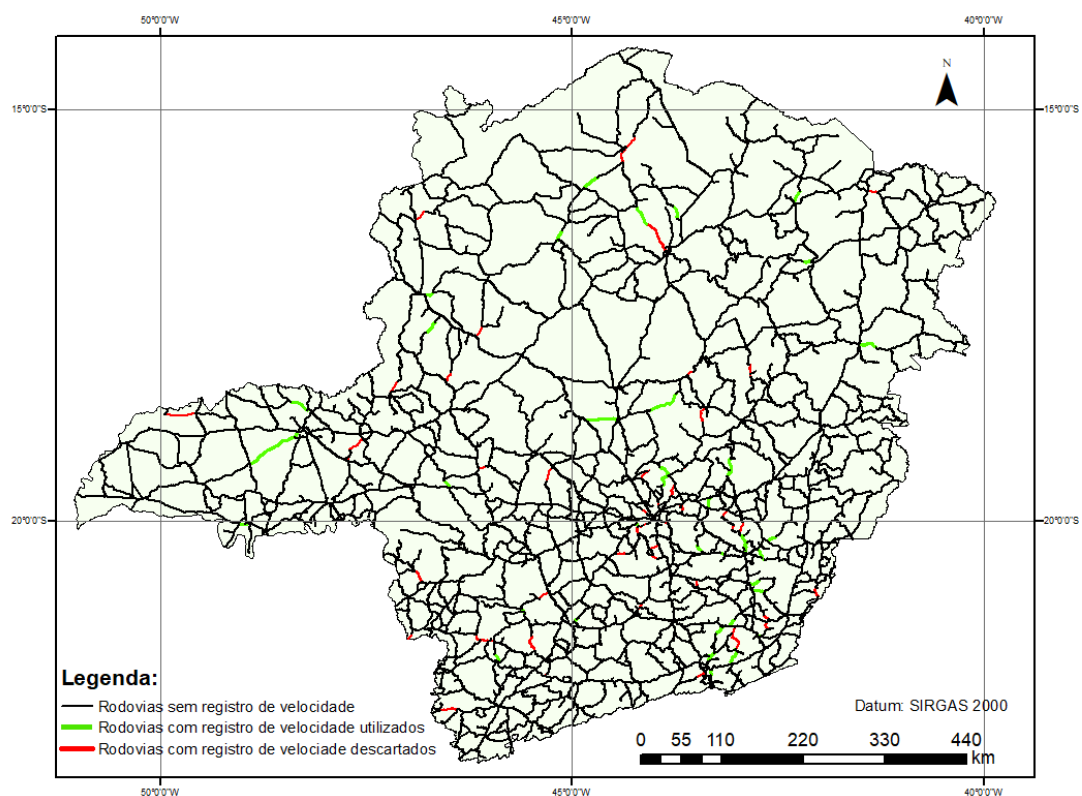 50°0'0"W 45°0'0"W 40°0'0"W
N
15°0'0"S 15°0'0"S
20°0'0"S 20°0'0"S
Legenda:
Rodovias sem registro de velocidade
Rodovias com registro de velocidade utilizados
Rodovias com registro de velociade descartados
Datum: SIRGAS 2000
0 55 110 220 330 440
km
50°0'0"W 45°0'0"W 40°0'0"W